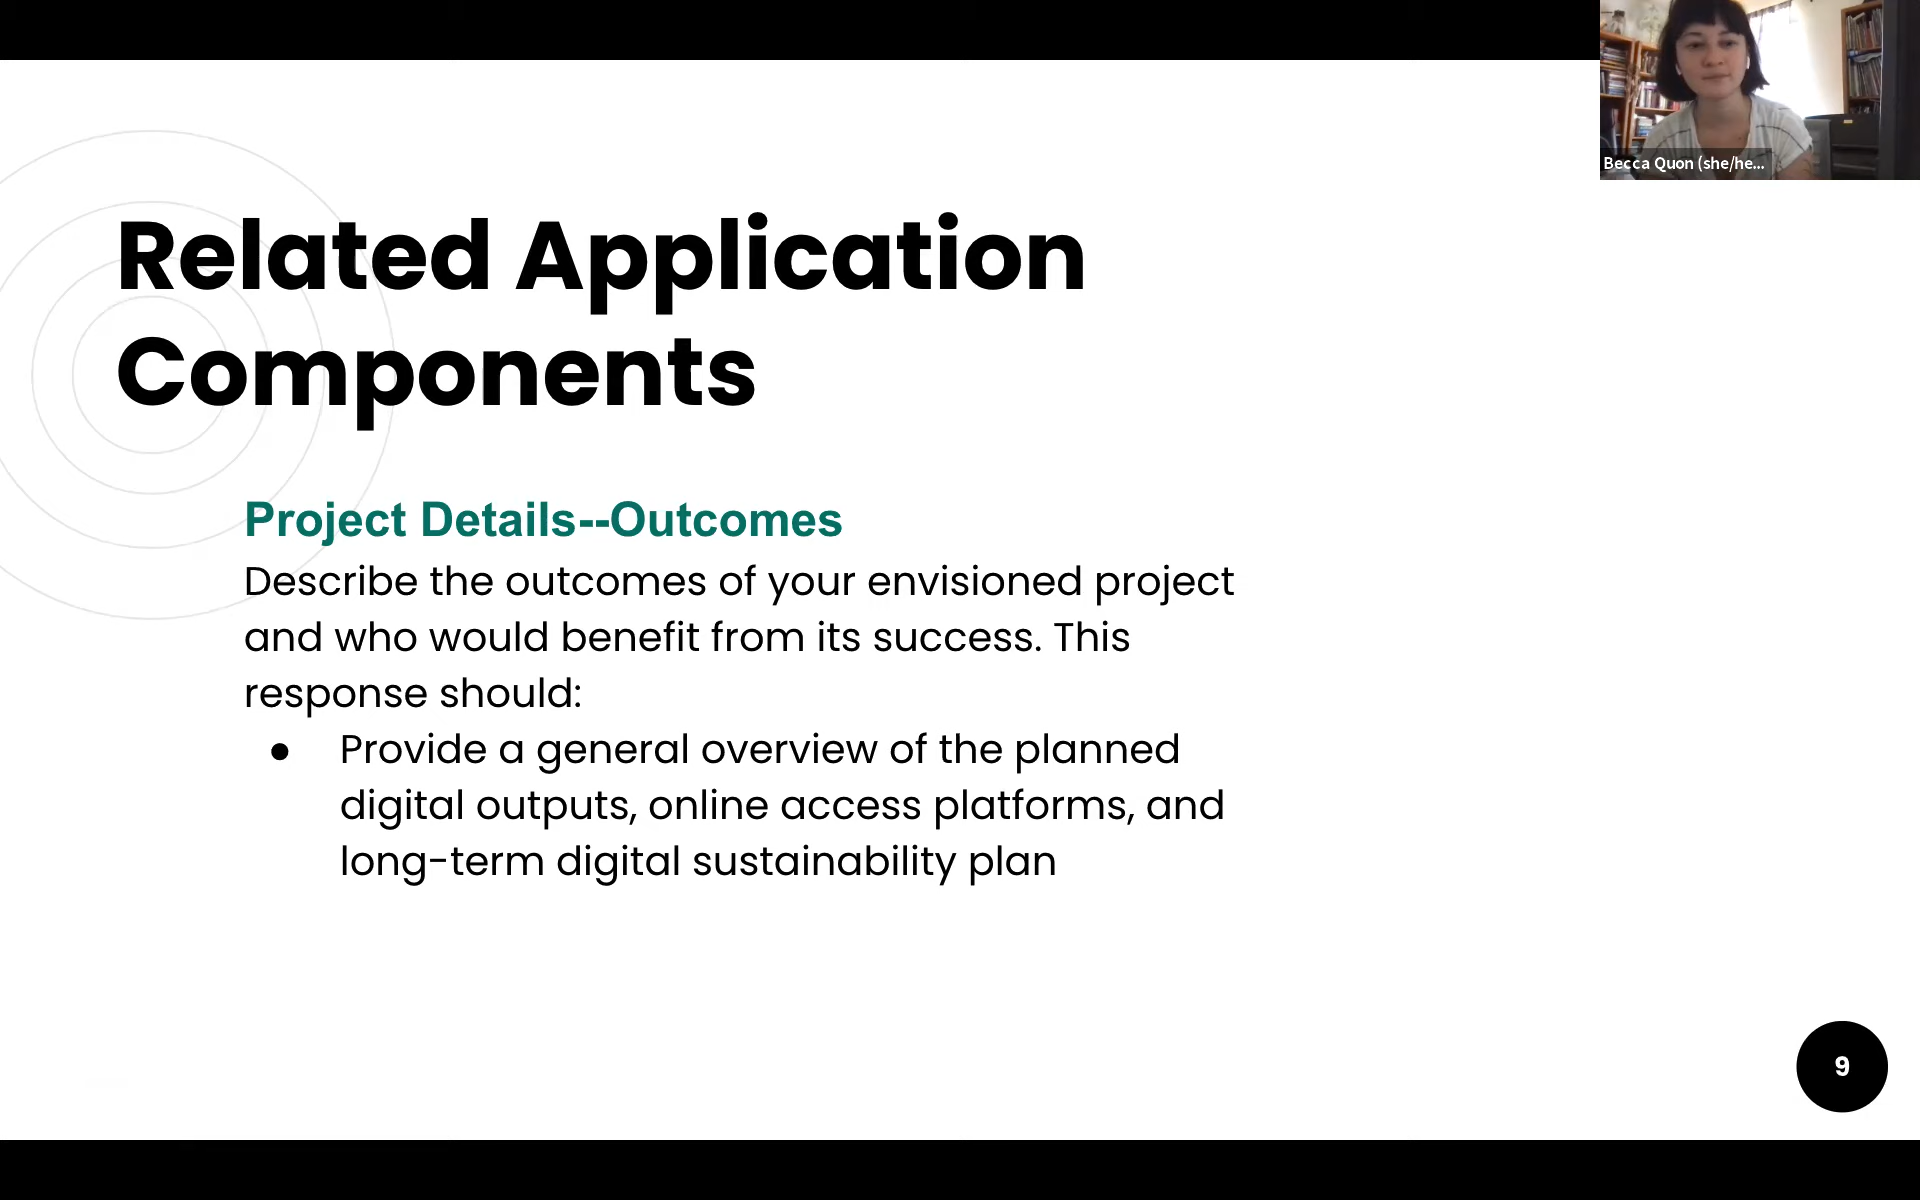 Becca Quon (she/he...
Related Application
Components
Project Details--Outcomes
Describe the outcomes of your envisioned project
and who would benefit from its success. This
response should:
● Provide a general overview of the planned
digital outputs, online access platforms, and
long-term digital sustainability plan
9